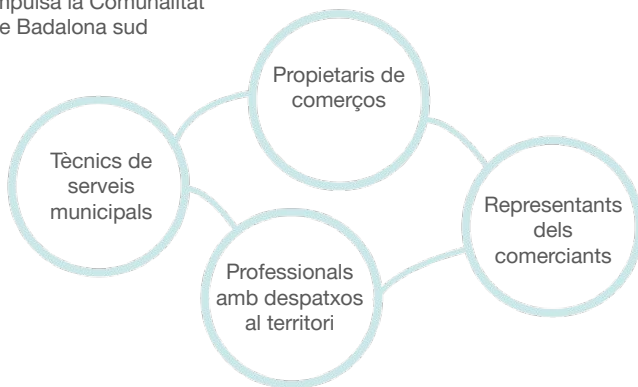 la Comunalitat
Badalona sud
Propietaris de
comerços
Tècnics de
serveis
municipals
Representants
dels
comerciants
Professionals
amb despatxos
al territori